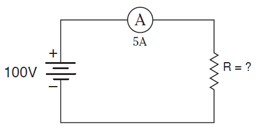 A
5A
+
100V
−
R = ?